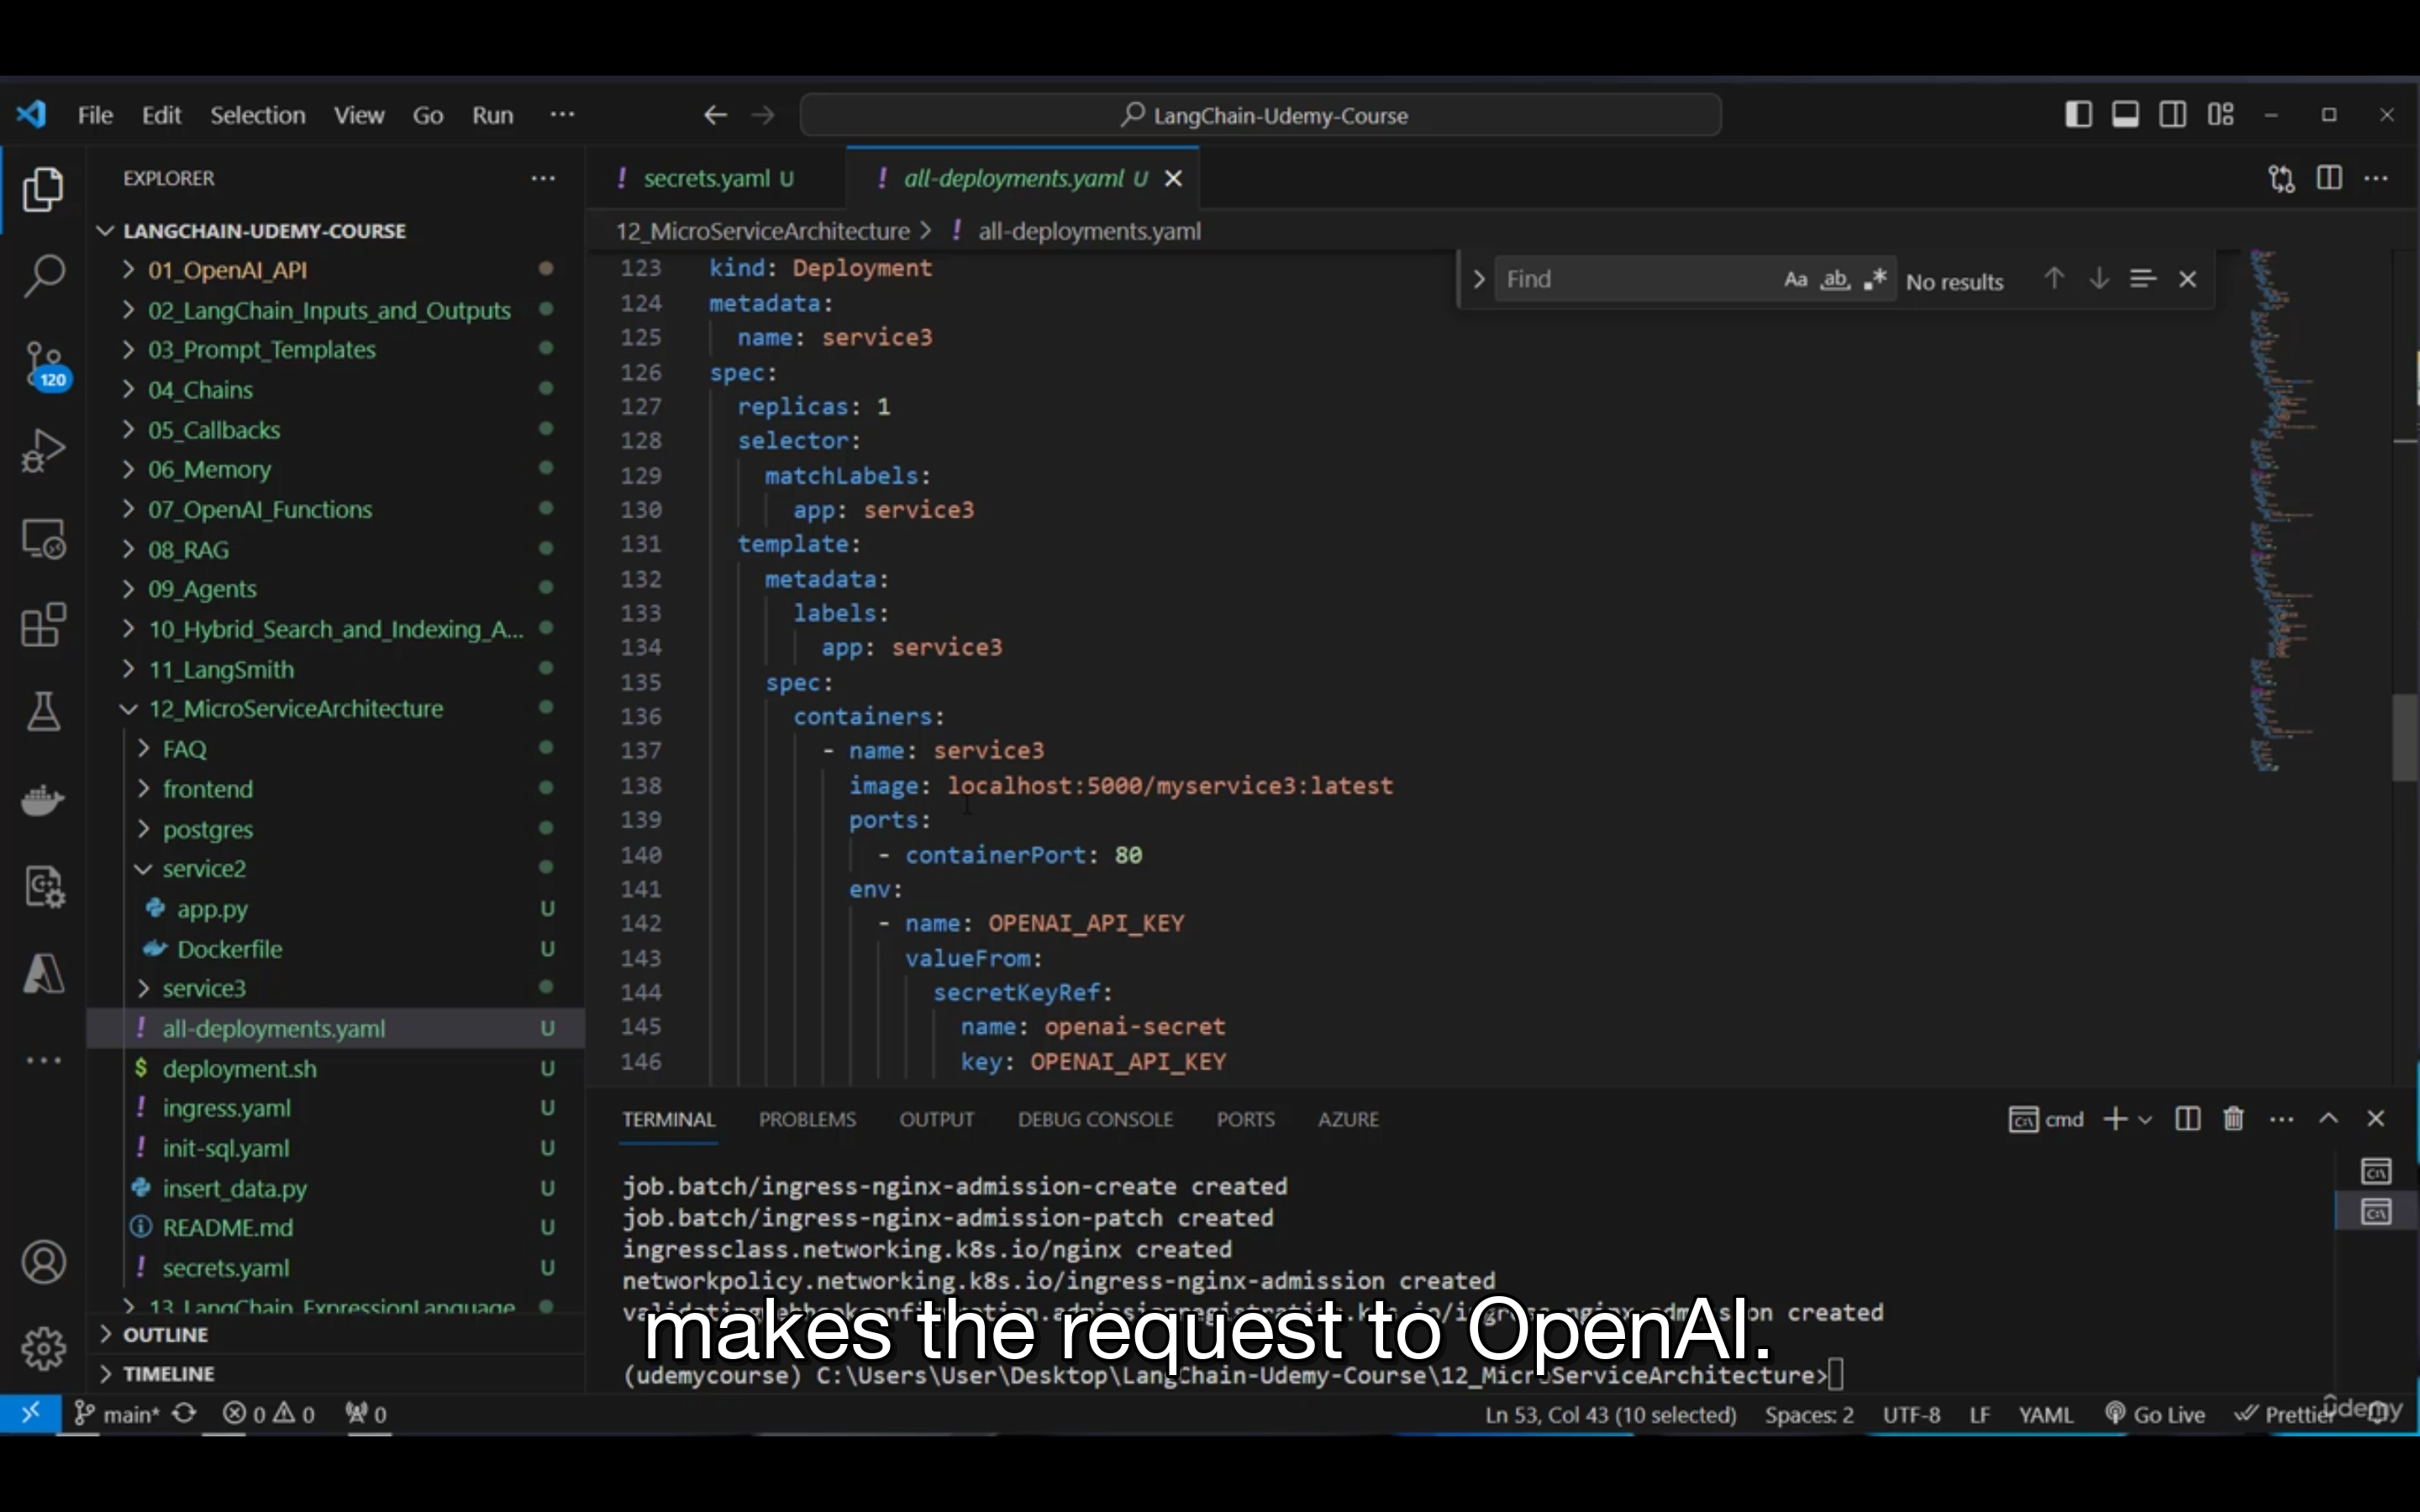 File Edit Selection View Go Run ...
LangChain-Udemy-Course
EXPLORER
LANGCHAIN-UDEMY-COURSE
01_OpenAI_API
02_LangChain_Inputs_and_Outputs
03_Prompt_Templates
04_Chains
05_Callbacks
06_Memory
07_OpenAI_Functions
08_RAG
09_Agents
10_Hybrid_Search_and_Indexing_A...
11_LangSmith
12_MicroServiceArchitecture
FAQ
frontend
postgres
service2
app.py U
Dockerfile U
service3
all-deployments.yaml U
deployment.sh U
ingress.yaml U
init-sql.yaml U
insert_data.py U
README.md U
secrets.yaml U
13_LangChain_ExpressionLanguage
OUTLINE
TIMELINE
120
! secrets.yaml U
! all-deployments.yaml U
12_MicroServiceArchitecture > ! all-deployments.yaml
Find Aa ab .* No results
123 kind: Deployment
124 metadata:
125 name: service3
126 spec:
127 replicas: 1
128 selector:
129 matchLabels:
130 app: service3
131 template:
132 metadata:
133 labels:
134 app: service3
135 spec:
136 containers:
137 - name: service3
138 image: localhost:5000/myservice3:latest
139 ports:
140 - containerPort: 80
141 env:
142 - name: OPENAI_API_KEY
143 valueFrom:
144 secretKeyRef:
145 name: openai-secret
146 key: OPENAI_API_KEY
TERMINAL PROBLEMS OUTPUT DEBUG CONSOLE PORTS AZURE
cmd
job.batch/ingress-nginx-admission-create created
job.batch/ingress-nginx-admission-patch created
ingressclass.networking.k8s.io/nginx created
networkpolicy.networking.k8s.io/ingress-nginx-admission created
created
makes the request to OpenAI.
(udemycourse) C:\Users\User\Desktop\LangChain-Udemy-Course\12_MicroServiceArchitecture>
main* 0 0 0
Ln 53, Col 43 (10 selected) Spaces: 2 UTF-8 LF YAML Go Live Prettier
ûdemy